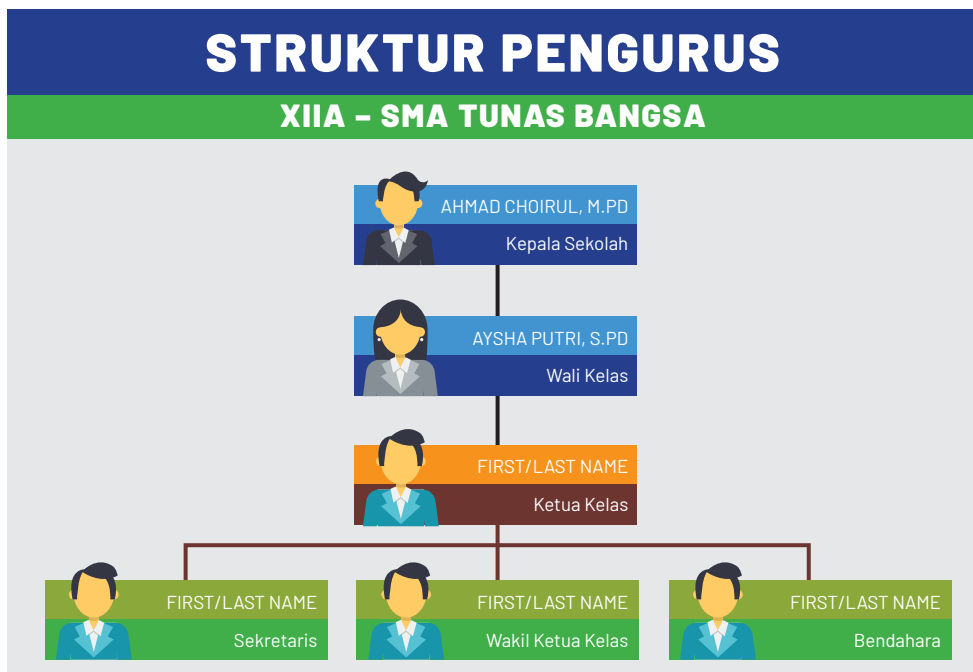 STRUKTUR PENGURUS
XIIA – SMA TUNAS BANGSA
AHMAD CHOIRUL, M.PD
Kepala Sekolah
AYSHA PUTRI, S.PD
Wali Kelas
FIRST/LAST NAME
Ketua Kelas
FIRST/LAST NAME
Sekretaris
FIRST/LAST NAME
Wakil Ketua Kelas
FIRST/LAST NAME
Bendahara